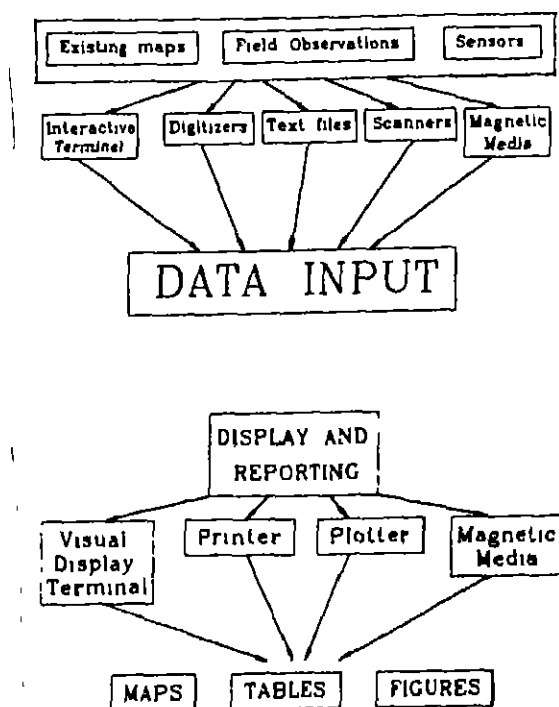 Existing maps
Field Observations
Sensors
Interactive
Terminal
Digitizers
Text files
Scanners
Magnetic
Media
DATA INPUT
DISPLAY AND
REPORTING
Visual
Display
Terminal
Printer
Plotter
Magnetic
Media
MAPS
TABLES
FIGURES